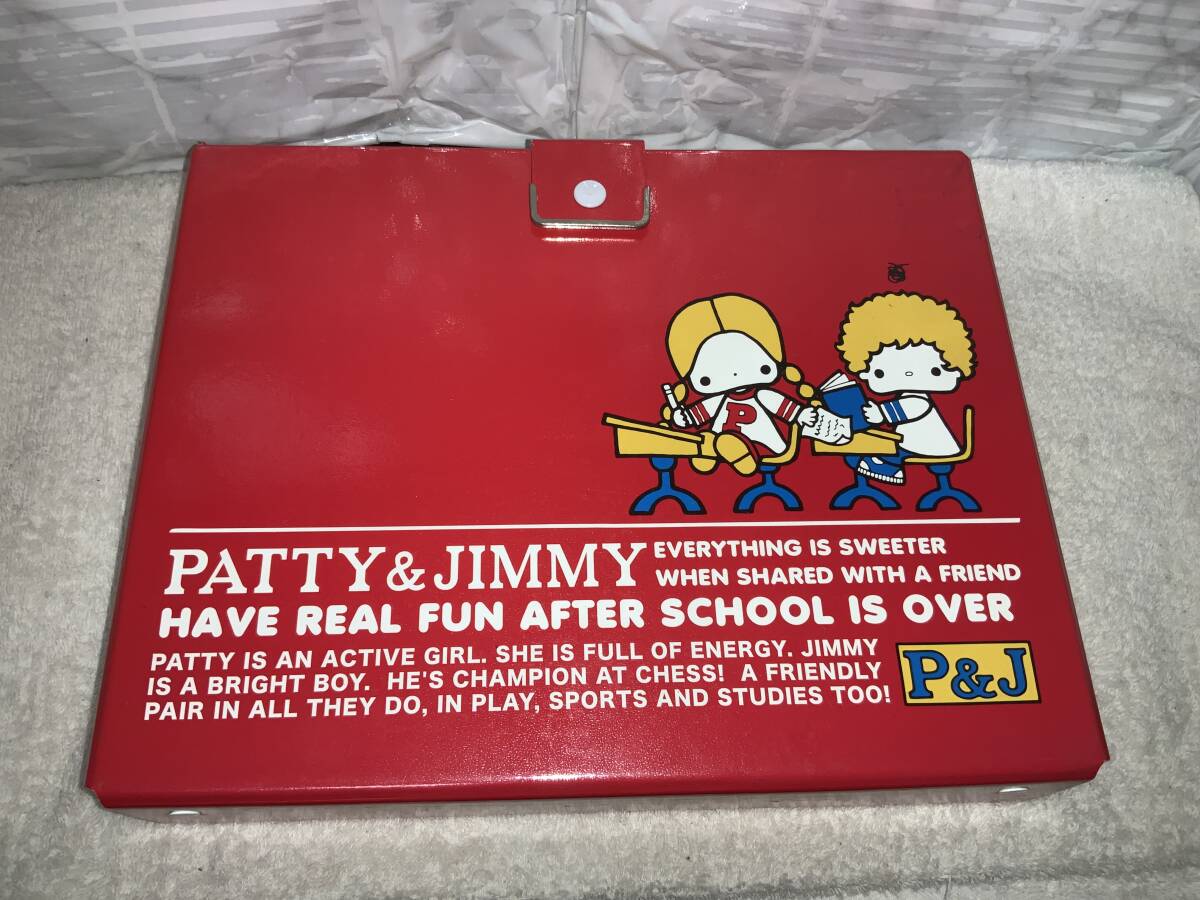 P
PATTY & JIMMY
EVERYTHING IS SWEETER
WHEN SHARED WITH A FRIEND
HAVE REAL FUN AFTER SCHOOL IS OVER
PATTY IS AN ACTIVE GIRL. SHE IS FULL OF ENERGY. JIMMY
IS A BRIGHT BOY. HE'S CHAMPION AT CHESS! A FRIENDLY
PAIR IN ALL THEY DO, IN PLAY, SPORTS AND STUDIES TOO!
P&J